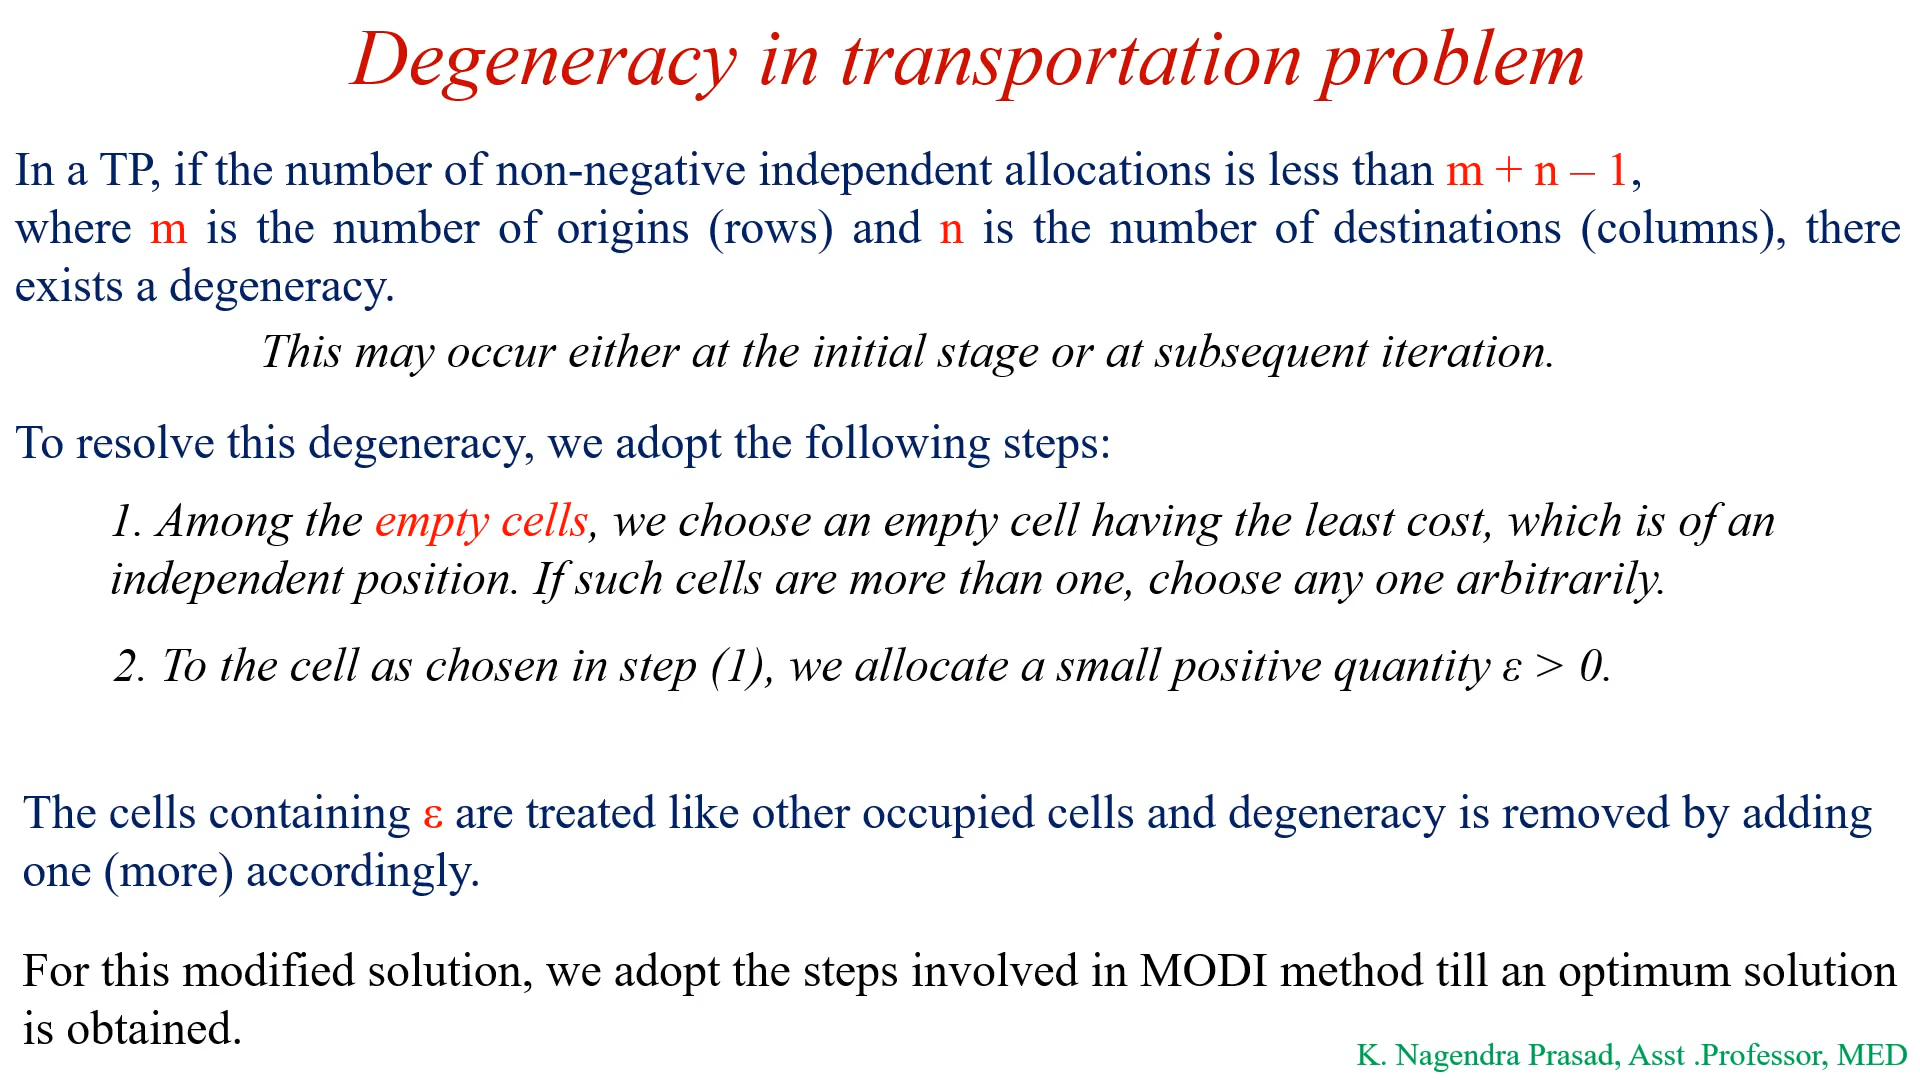 Degeneracy in transportation problem
In a TP, if the number of non-negative independent allocations is less than m + n – 1,
where m is the number of origins (rows) and n is the number of destinations (columns), there
exists a degeneracy.
This may occur either at the initial stage or at subsequent iteration.
To resolve this degeneracy, we adopt the following steps:
1. Among the empty cells, we choose an empty cell having the least cost, which is of an
independent position. If such cells are more than one, choose any one arbitrarily.
2. To the cell as chosen in step (1), we allocate a small positive quantity ε > 0.
The cells containing ε are treated like other occupied cells and degeneracy is removed by adding
one (more) accordingly.
For this modified solution, we adopt the steps involved in MODI method till an optimum solution
is obtained.
K. Nagendra Prasad, Asst .Professor, MED